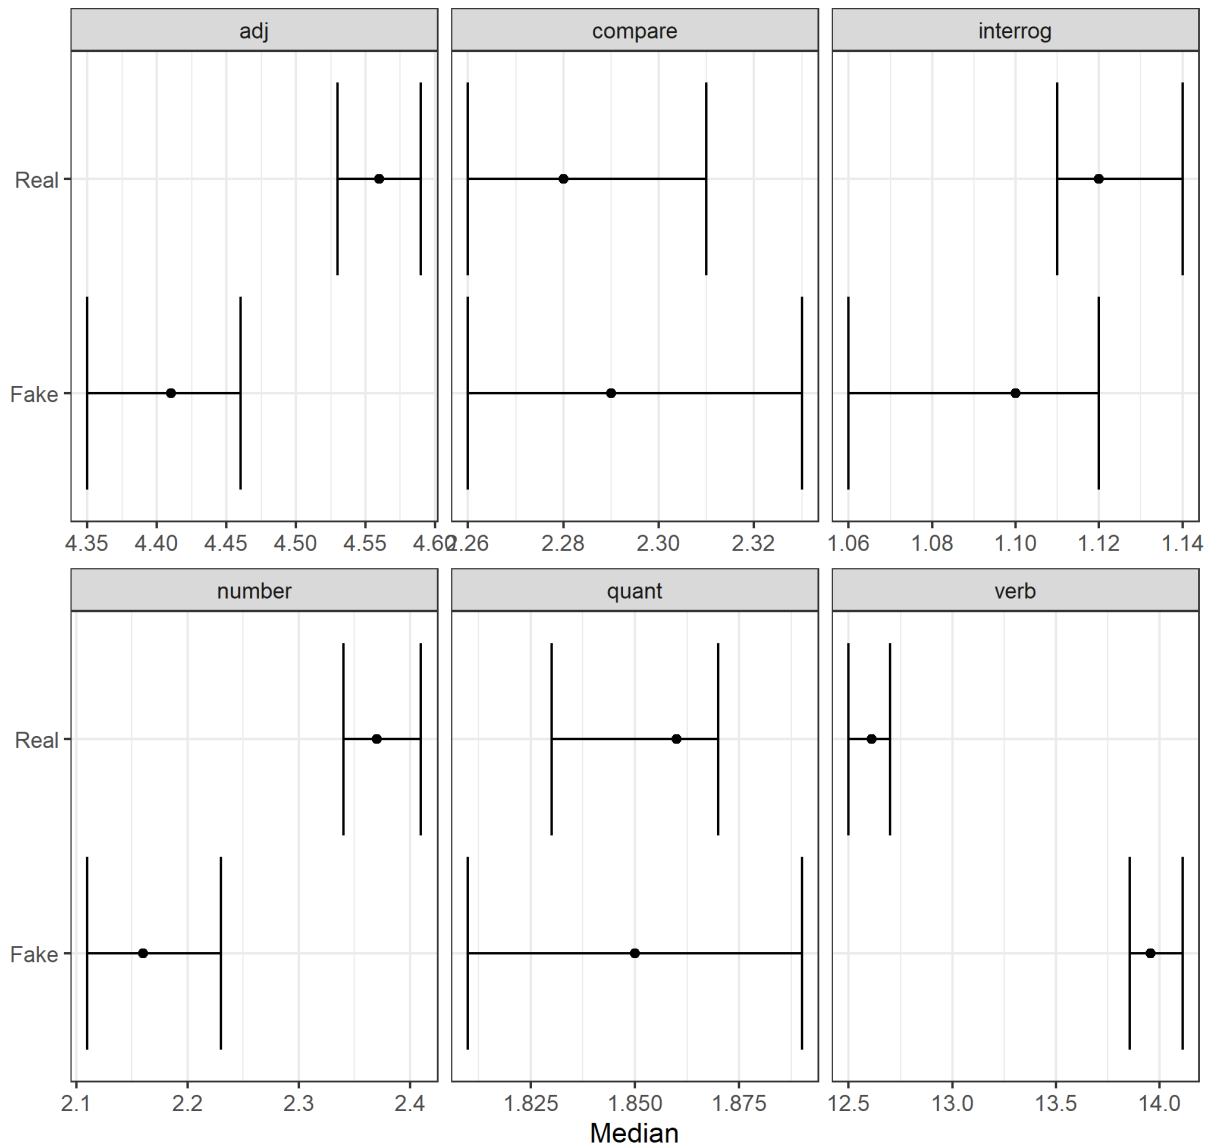 adj compare interrog
Real
Fake
4.35 4.40 4.45 4.50 4.55 4.60 2.26 2.28 2.30 2.32 1.06 1.08 1.10 1.12 1.14
number quant verb
Real
Fake
2.1 2.2 2.3 2.4 1.825 1.850 1.875 12.5 13.0 13.5 14.0
Median